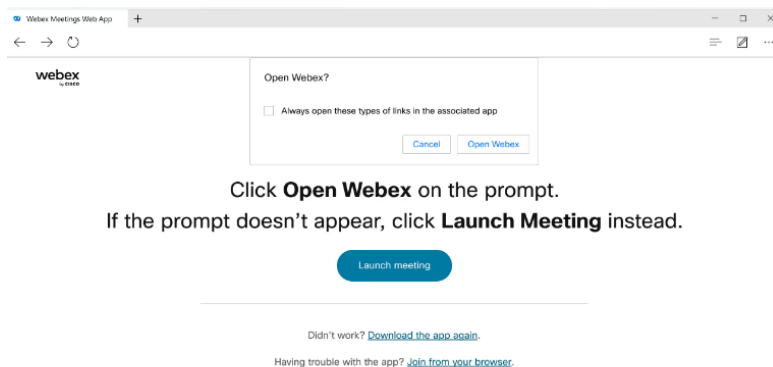 Webex Meetings Web App
webex
by CISCO
Open Webex?
Always open these types of links in the associated app
Cancel
Open Webex
Click Open Webex on the prompt.
If the prompt doesn't appear, click Launch Meeting instead.
Launch meeting
Didn't work? Download the app again.
Having trouble with the app? Join from your browser.